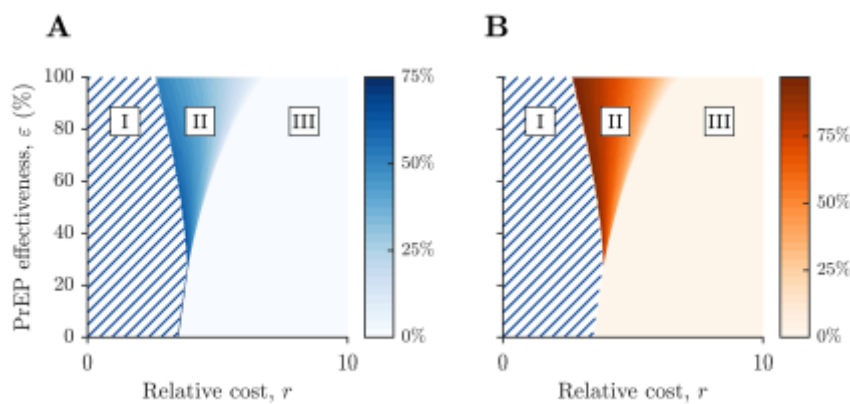 A
B
PrEP effectiveness, ε (%)
100
80
60
40
20
0
I
II
III
0
10
Relative cost, r
75%
50%
25%
0%
I
II
III
0
10
Relative cost, r
75%
50%
25%
0%